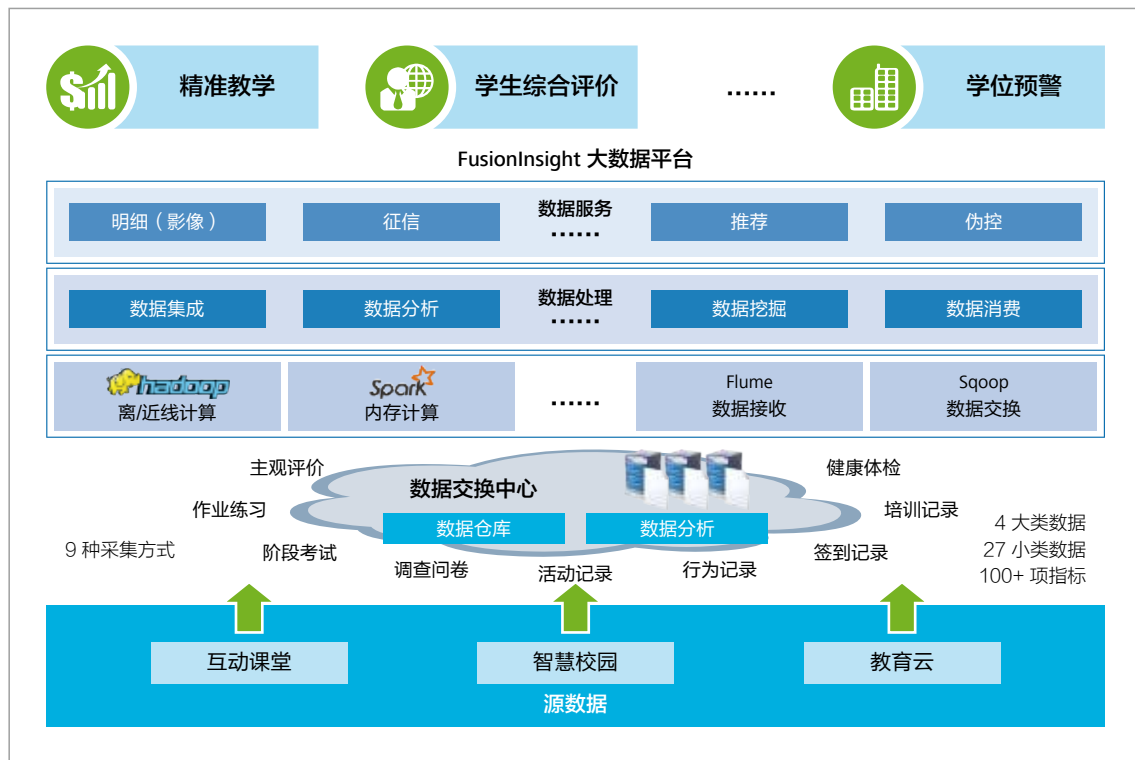 精准教学
学生综合评价
……
学位预警
FusionInsight 大数据平台
数据服务
明细（影像）
征信
……
推荐
伪控
数据处理
数据集成
数据分析
……
数据挖掘
数据消费
hadoop
离/近线计算
Spark
内存计算
……
Flume
数据接收
Sqoop
数据交换
主观评价
健康体检
数据交换中心
作业练习
培训记录
数据仓库
数据分析
9 种采集方式
阶段考试
签到记录
4 大类数据
27 小类数据
100+ 项指标
调查问卷
活动记录
行为记录
互动课堂
智慧校园
教育云
源数据